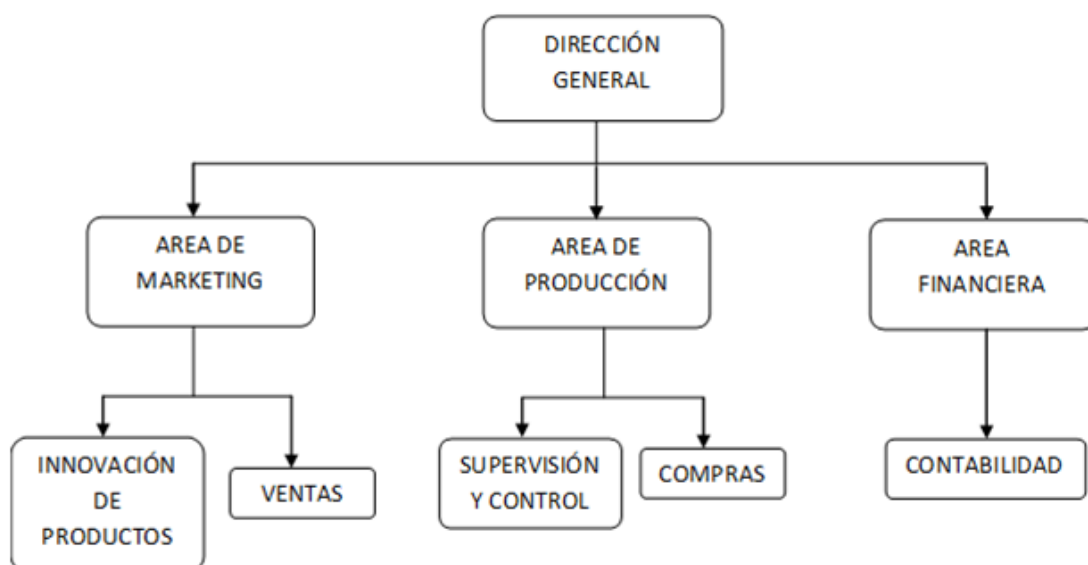 DIRECCIÓN
GENERAL
AREA DE
MARKETING
AREA DE
PRODUCCIÓN
AREA
FINANCIERA
INNOVACIÓN
DE
PRODUCTOS
VENTAS
SUPERVISIÓN
Y CONTROL
COMPRAS
CONTABILIDAD